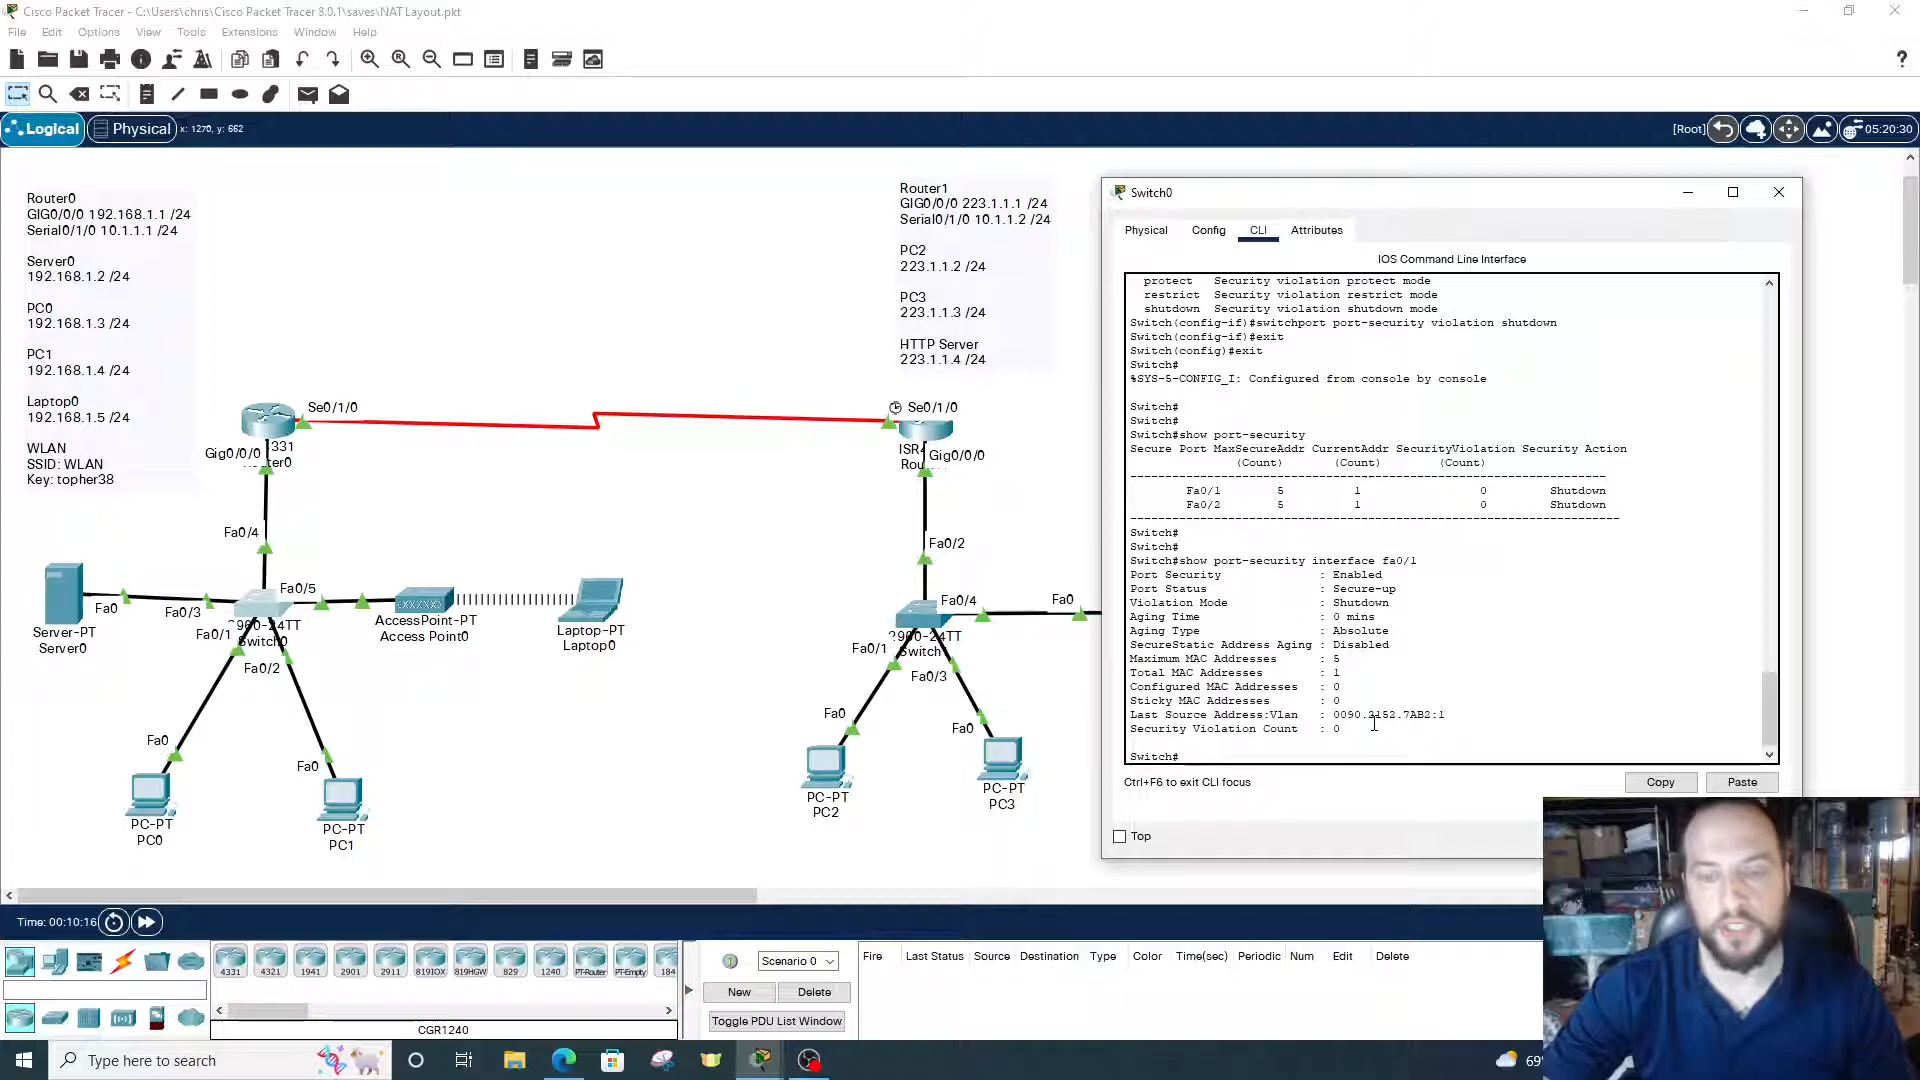 Cisco Packet Tracer - C:\Users\chris\Cisco Packet Tracer 8.0.1\saves\NAT Layout.pkt
File Edit Options View Tools Extensions Window Help
Logical Physical x: 1270, y: 662 [Root] 05:20:30
Router0
GIG0/0/0 192.168.1.1 /24
Serial0/1/0 10.1.1.1 /24
Server0
192.168.1.2 /24
PC0
192.168.1.3 /24
PC1
192.168.1.4 /24
Laptop0
192.168.1.5 /24
WLAN
SSID: WLAN
Key: topher38
Router1
GIG0/0/0 223.1.1.1 /24
Serial0/1/0 10.1.1.2 /24
PC2
223.1.1.2 /24
PC3
223.1.1.3 /24
HTTP Server
223.1.1.4 /24
Se0/1/0
Se0/1/0
Gig0/0/0
Gig0/0/0
Fa0/4
Fa0/2
Fa0
Fa0/3
Fa0/5
Fa0/1
Fa0/2
Server-PT
Server0
Switch0
AccessPoint-PT
Access Point0
Laptop-PT
Laptop0
Fa0/4
Fa0
Fa0/1
Fa0/3
Fa0
Fa0
Fa0
Fa0
PC-PT
PC0
PC-PT
PC1
PC-PT
PC2
PC-PT
PC3
Switch0
Physical Config CLI Attributes
IOS Command Line Interface
protect Security violation protect mode
restrict Security violation restrict mode
shutdown Security violation shutdown mode
Switch(config-if)#switchport port-security violation shutdown
Switch(config-if)#exit
Switch(config)#exit
Switch#
%SYS-5-CONFIG_I: Configured from console by console
Switch#
Switch#
Switch#show port-security
Secure Port MaxSecureAddr CurrentAddr SecurityViolation Security Action
(Count) (Count) (Count)
--------------------------------------------------------------------
Fa0/1 5 1 0 Shutdown
Fa0/2 5 1 0 Shutdown
----------------------------------------------------------------------
Switch#
Switch#
Switch#show port-security interface fa0/1
Port Security : Enabled
Port Status : Secure-up
Violation Mode : Shutdown
Aging Time : 0 mins
Aging Type : Absolute
SecureStatic Address Aging : Disabled
Maximum MAC Addresses : 5
Total MAC Addresses : 1
Configured MAC Addresses : 0
Sticky MAC Addresses : 0
Last Source Address:Vlan : 0090.2152.7AB2:1
Security Violation Count : 0
Switch#
Ctrl+F6 to exit CLI focus Copy Paste
Top
Time: 00:10:16
4331 4321 1941 2901 2911 819IOX 819HGW 829 1240 PT-Router PT-Empty 184
CGR1240
Scenario 0
New Delete
Toggle PDU List Window
Fire Last Status Source Destination Type Color Time(sec) Periodic Num Edit Delete
Type here to search
69°